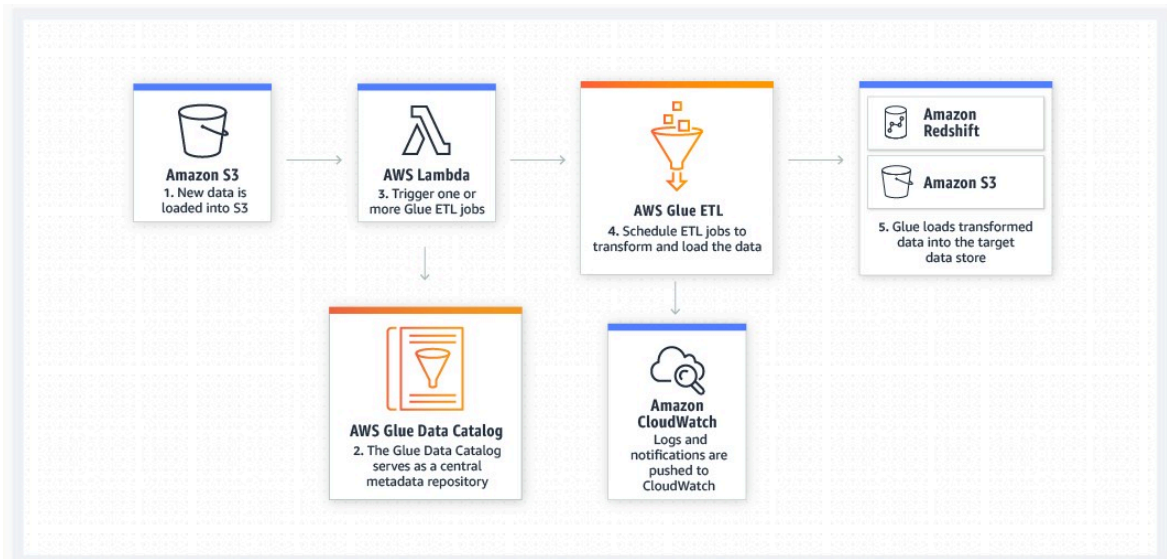 Amazon S3
1. New data is
loaded into S3
AWS Lambda
3. Trigger one or
more Glue ETL jobs
AWS Glue ETL
4. Schedule ETL jobs to
transform and load the data
Amazon
Redshift
Amazon S3
5. Glue loads transformed
data into the target
data store
AWS Glue Data Catalog
2. The Glue Data Catalog
serves as a central
metadata repository
Amazon
CloudWatch
Logs and
notifications are
pushed to
CloudWatch